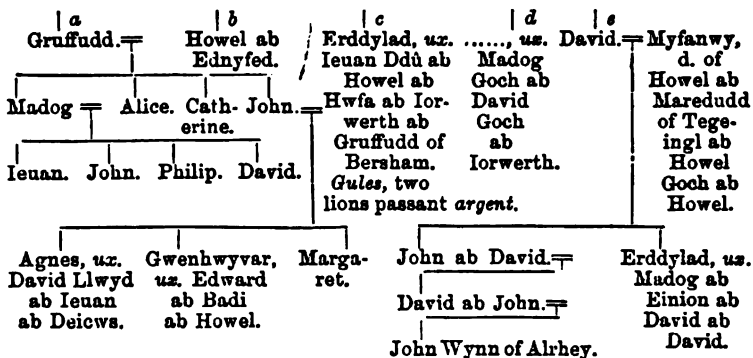 a b c d e
Gruffudd. Howel ab Erddylad, ux. ......, ux. David. Myfanwy,
Ednyfed. Ieuan Ddû ab Madog d. of
Howel ab Goch ab Howel ab
Madog Alice. Cath- John. Hwfa ab Ior- David Maredudd
erine. werth ab Goch of Tege-
Gruffudd of ab ingl ab
Ieuan. John. Philip. David. Bersham. Iorwerth. Howel
Gules, two Goch ab
lions passant argent. Howel.
Agnes, ux. Gwenhwyvar, Marga- John ab David. Erddylad, ux.
David Llwyd ux. Edward ret. Madog ab
ab Ieuan ab Badi David ab John. Einion ab
ab Deicws. ab Howel. David ab
John Wynn of Alrhey. David.